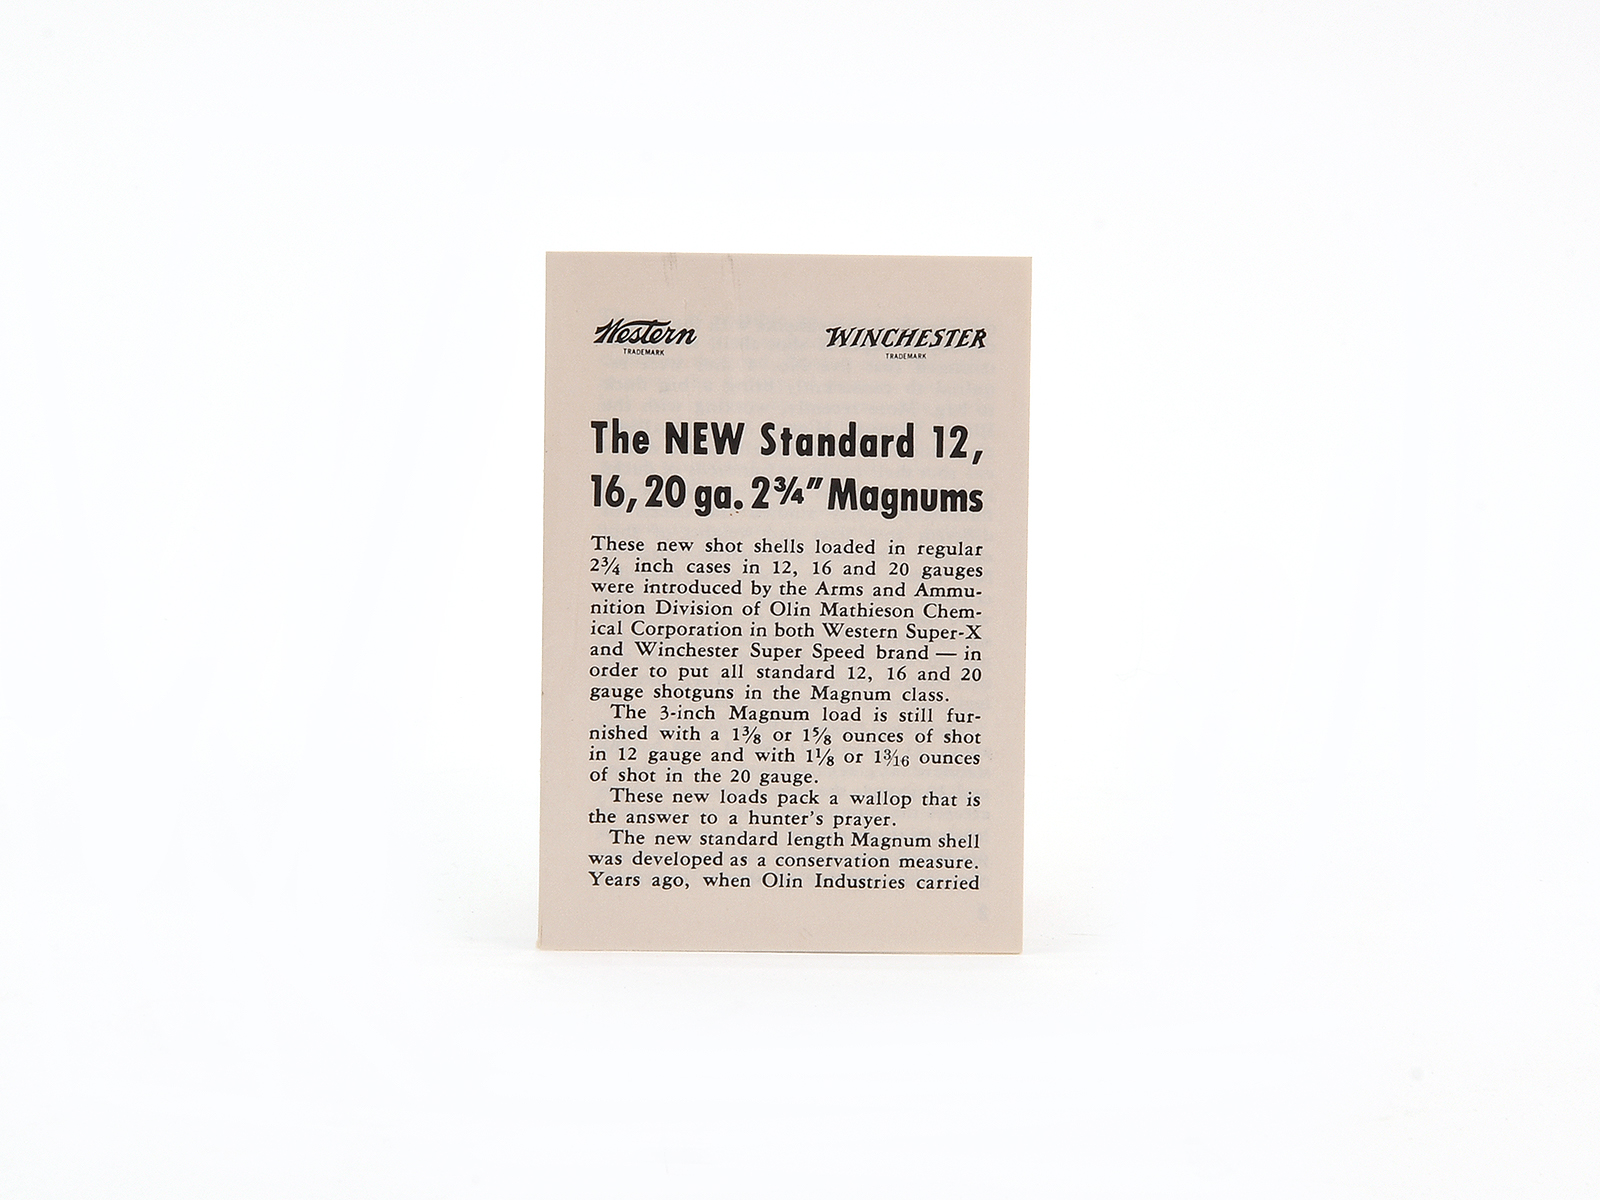 Western
TRADEMARK
WINCHESTER
TRADEMARK
The NEW Standard 12,
16, 20 ga. 2¾” Magnums
These new shot shells loaded in regular
2¾ inch cases in 12, 16 and 20 gauges
were introduced by the Arms and Ammu-
nition Division of Olin Mathieson Chem-
ical Corporation in both Western Super-X
and Winchester Super Speed brand — in
order to put all standard 12, 16 and 20
gauge shotguns in the Magnum class.
The 3-inch Magnum load is still fur-
nished with a 1⅜ or 1⅝ ounces of shot
in 12 gauge and with 1⅛ or 13/16 ounces
of shot in the 20 gauge.
These new loads pack a wallop that is
the answer to a hunter's prayer.
The new standard length Magnum shell
was developed as a conservation measure.
Years ago, when Olin Industries carried